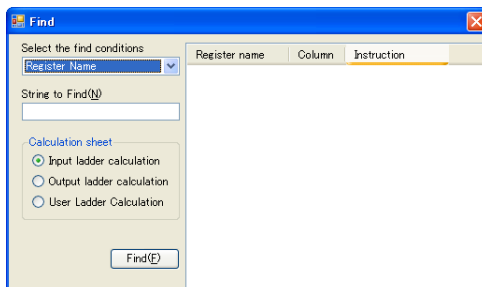 Find
Select the find conditions
Register Name
String to Find(N)
Calculation sheet
Input ladder calculation
Output ladder calculation
User Ladder Calculation
Find(F)
Register name Column Instruction